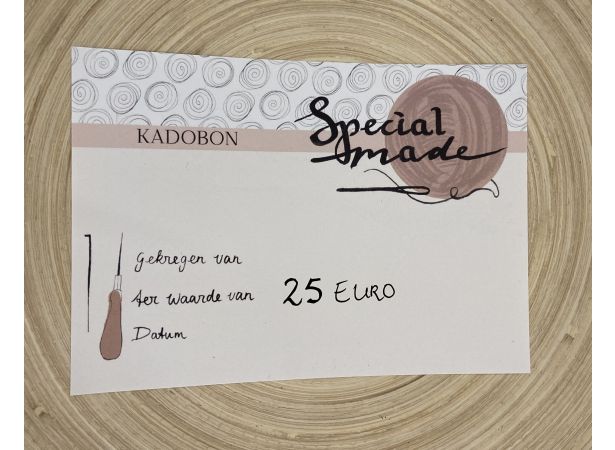 KADOBON
Special
made
Gekregen van
ter waarde van 25 EURO
Datum